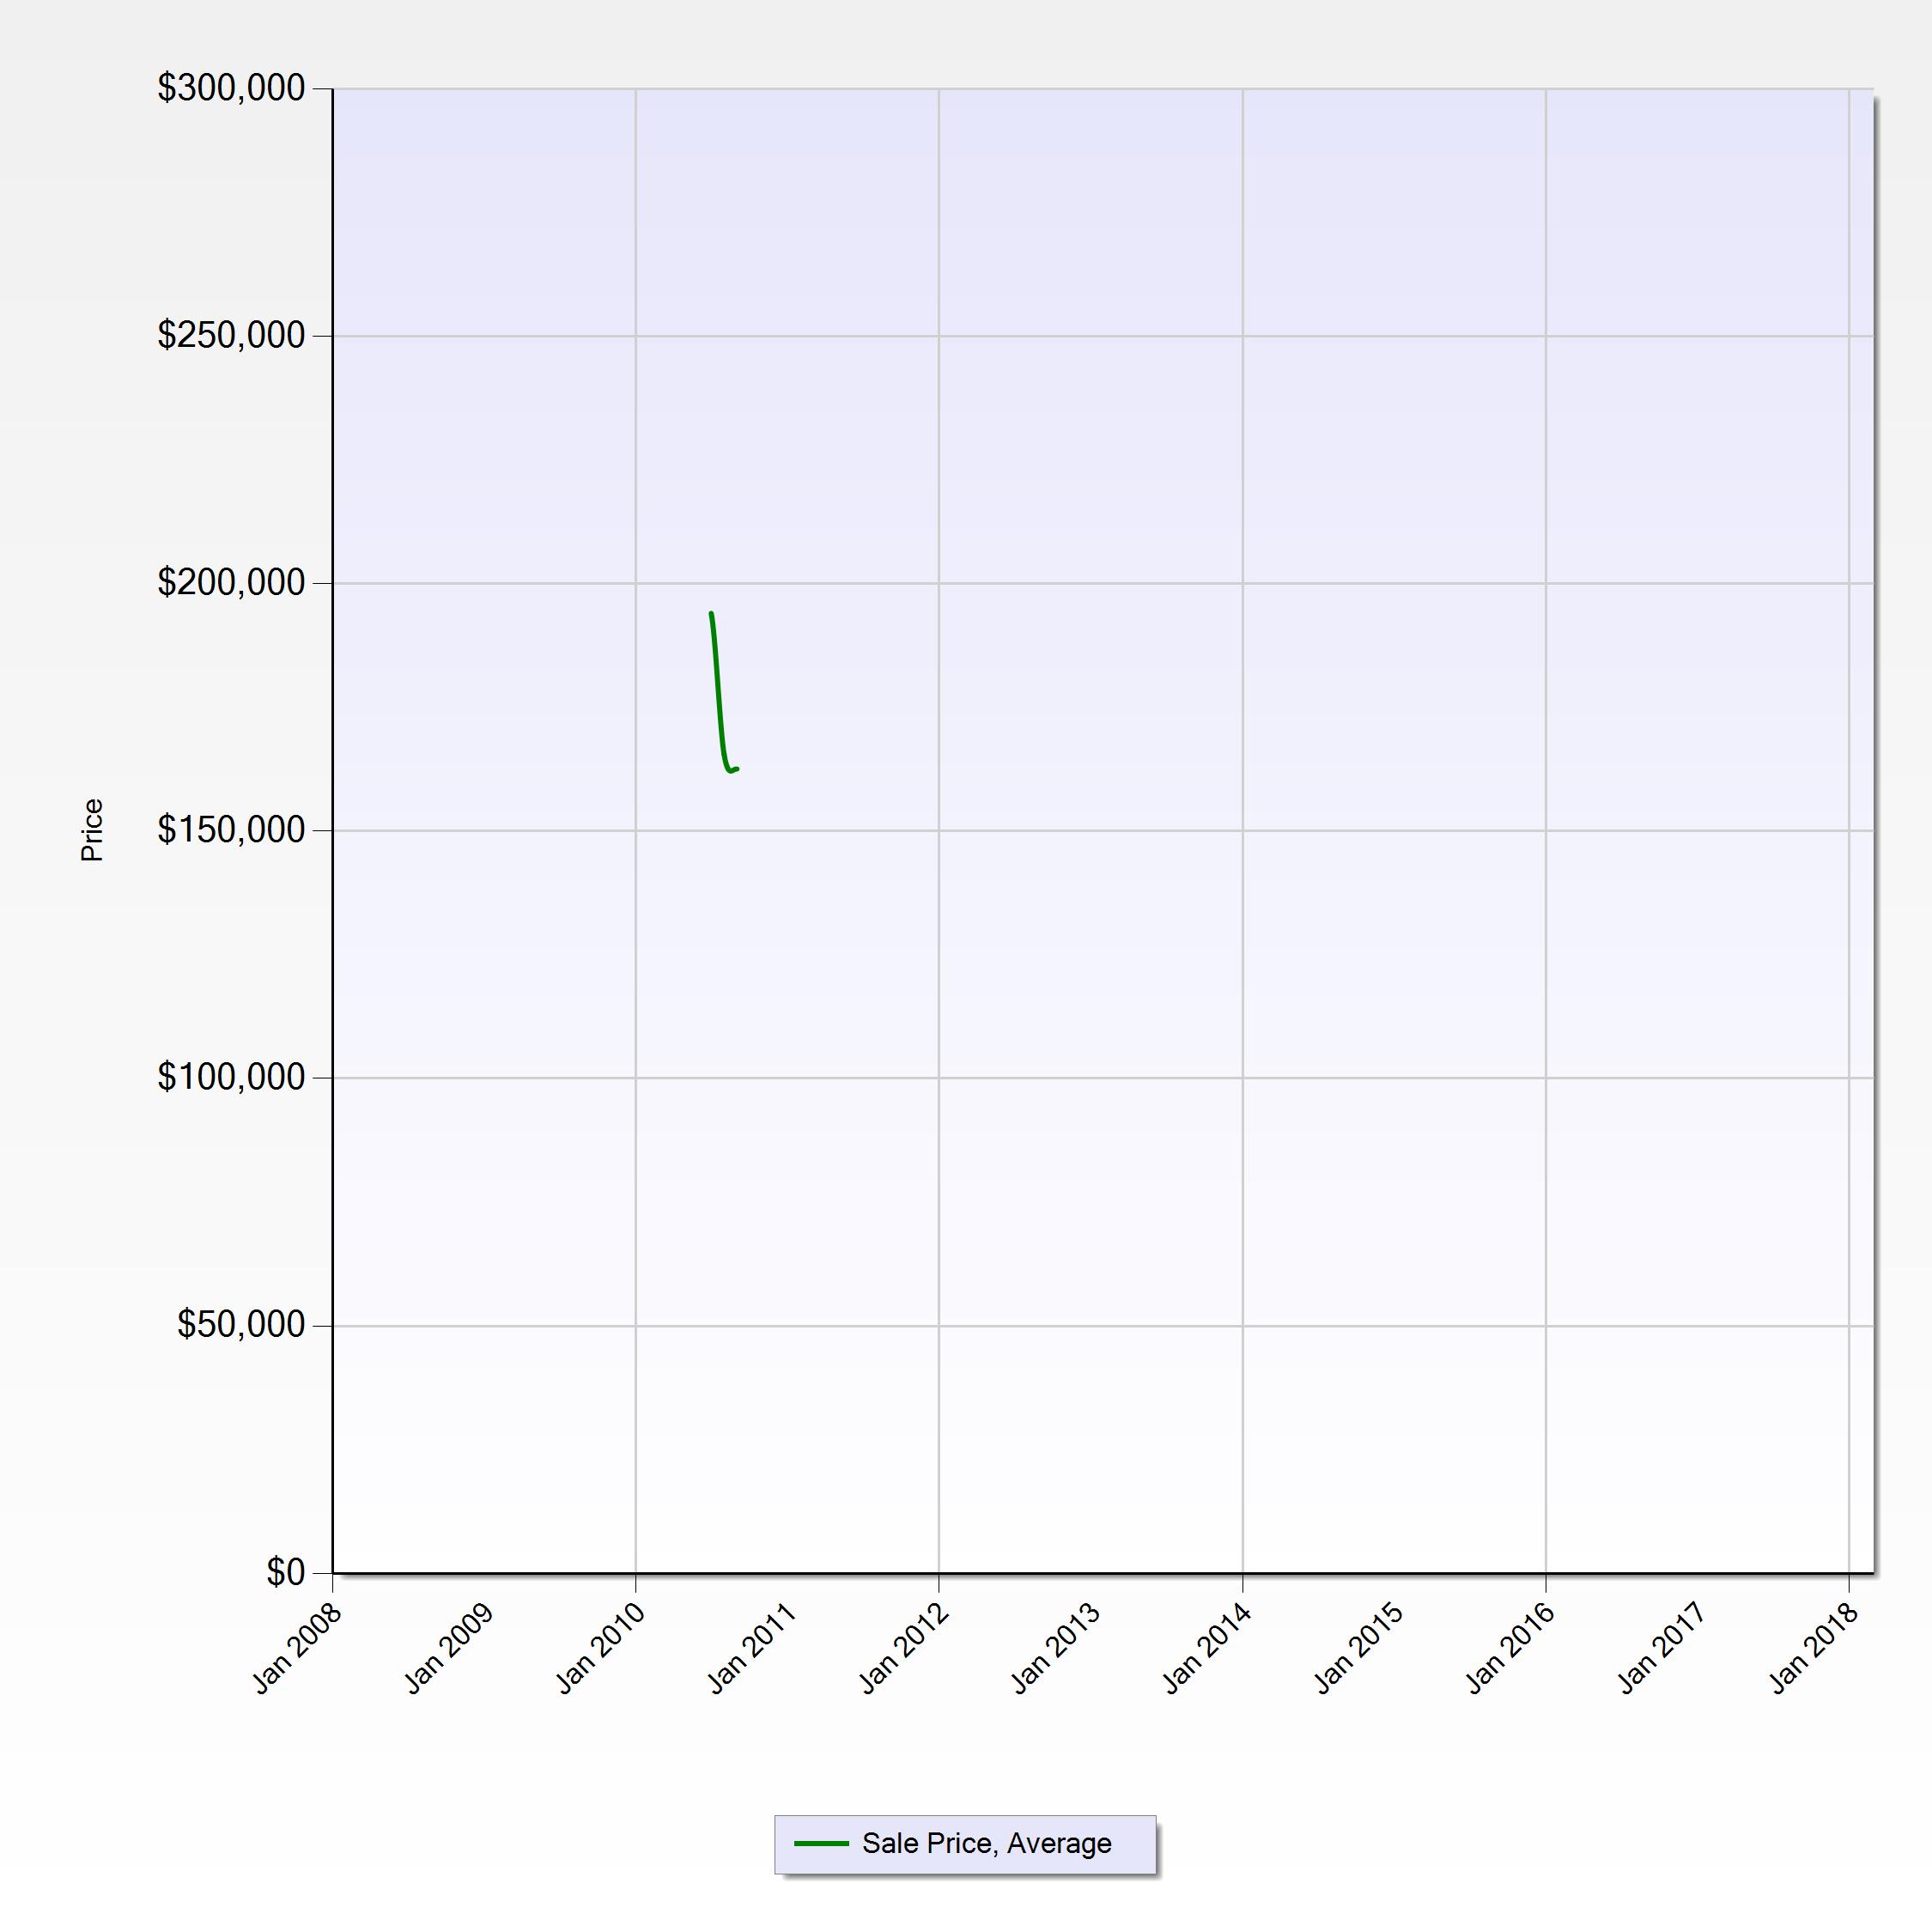 $300,000
$250,000
$200,000
$150,000
$100,000
$50,000
$0
Price
Jan 2008
Jan 2009
Jan 2010
Jan 2011
Jan 2012
Jan 2013
Jan 2014
Jan 2015
Jan 2016
Jan 2017
Jan 2018
Sale Price, Average